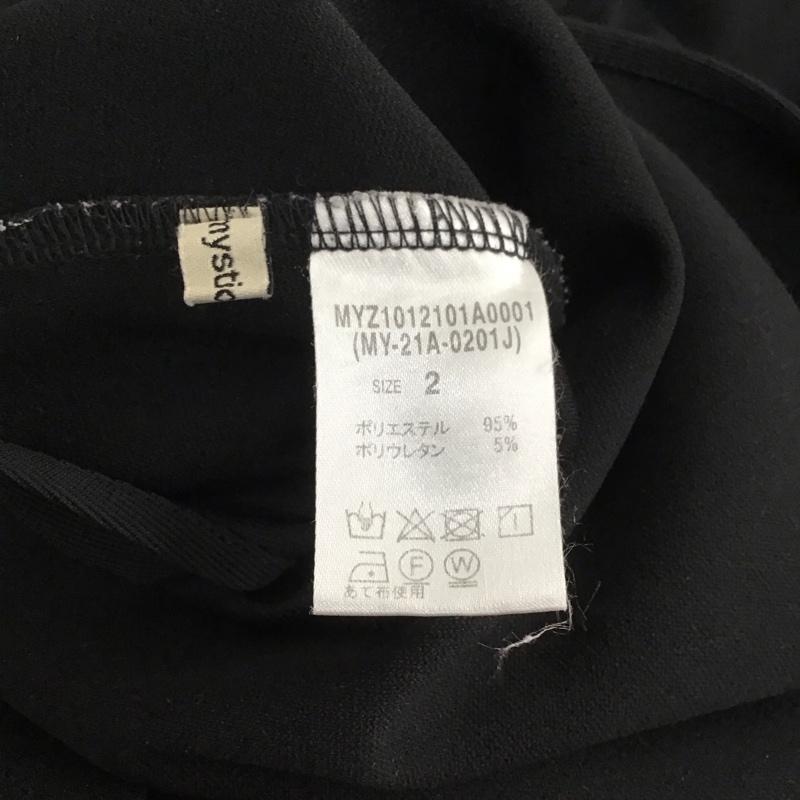 mystic
MYZ1012101A0001
(MY-21A-0201J)
SIZE 2
ポリエステル 95%
ポリウレタン 5%
F W
あて布使用